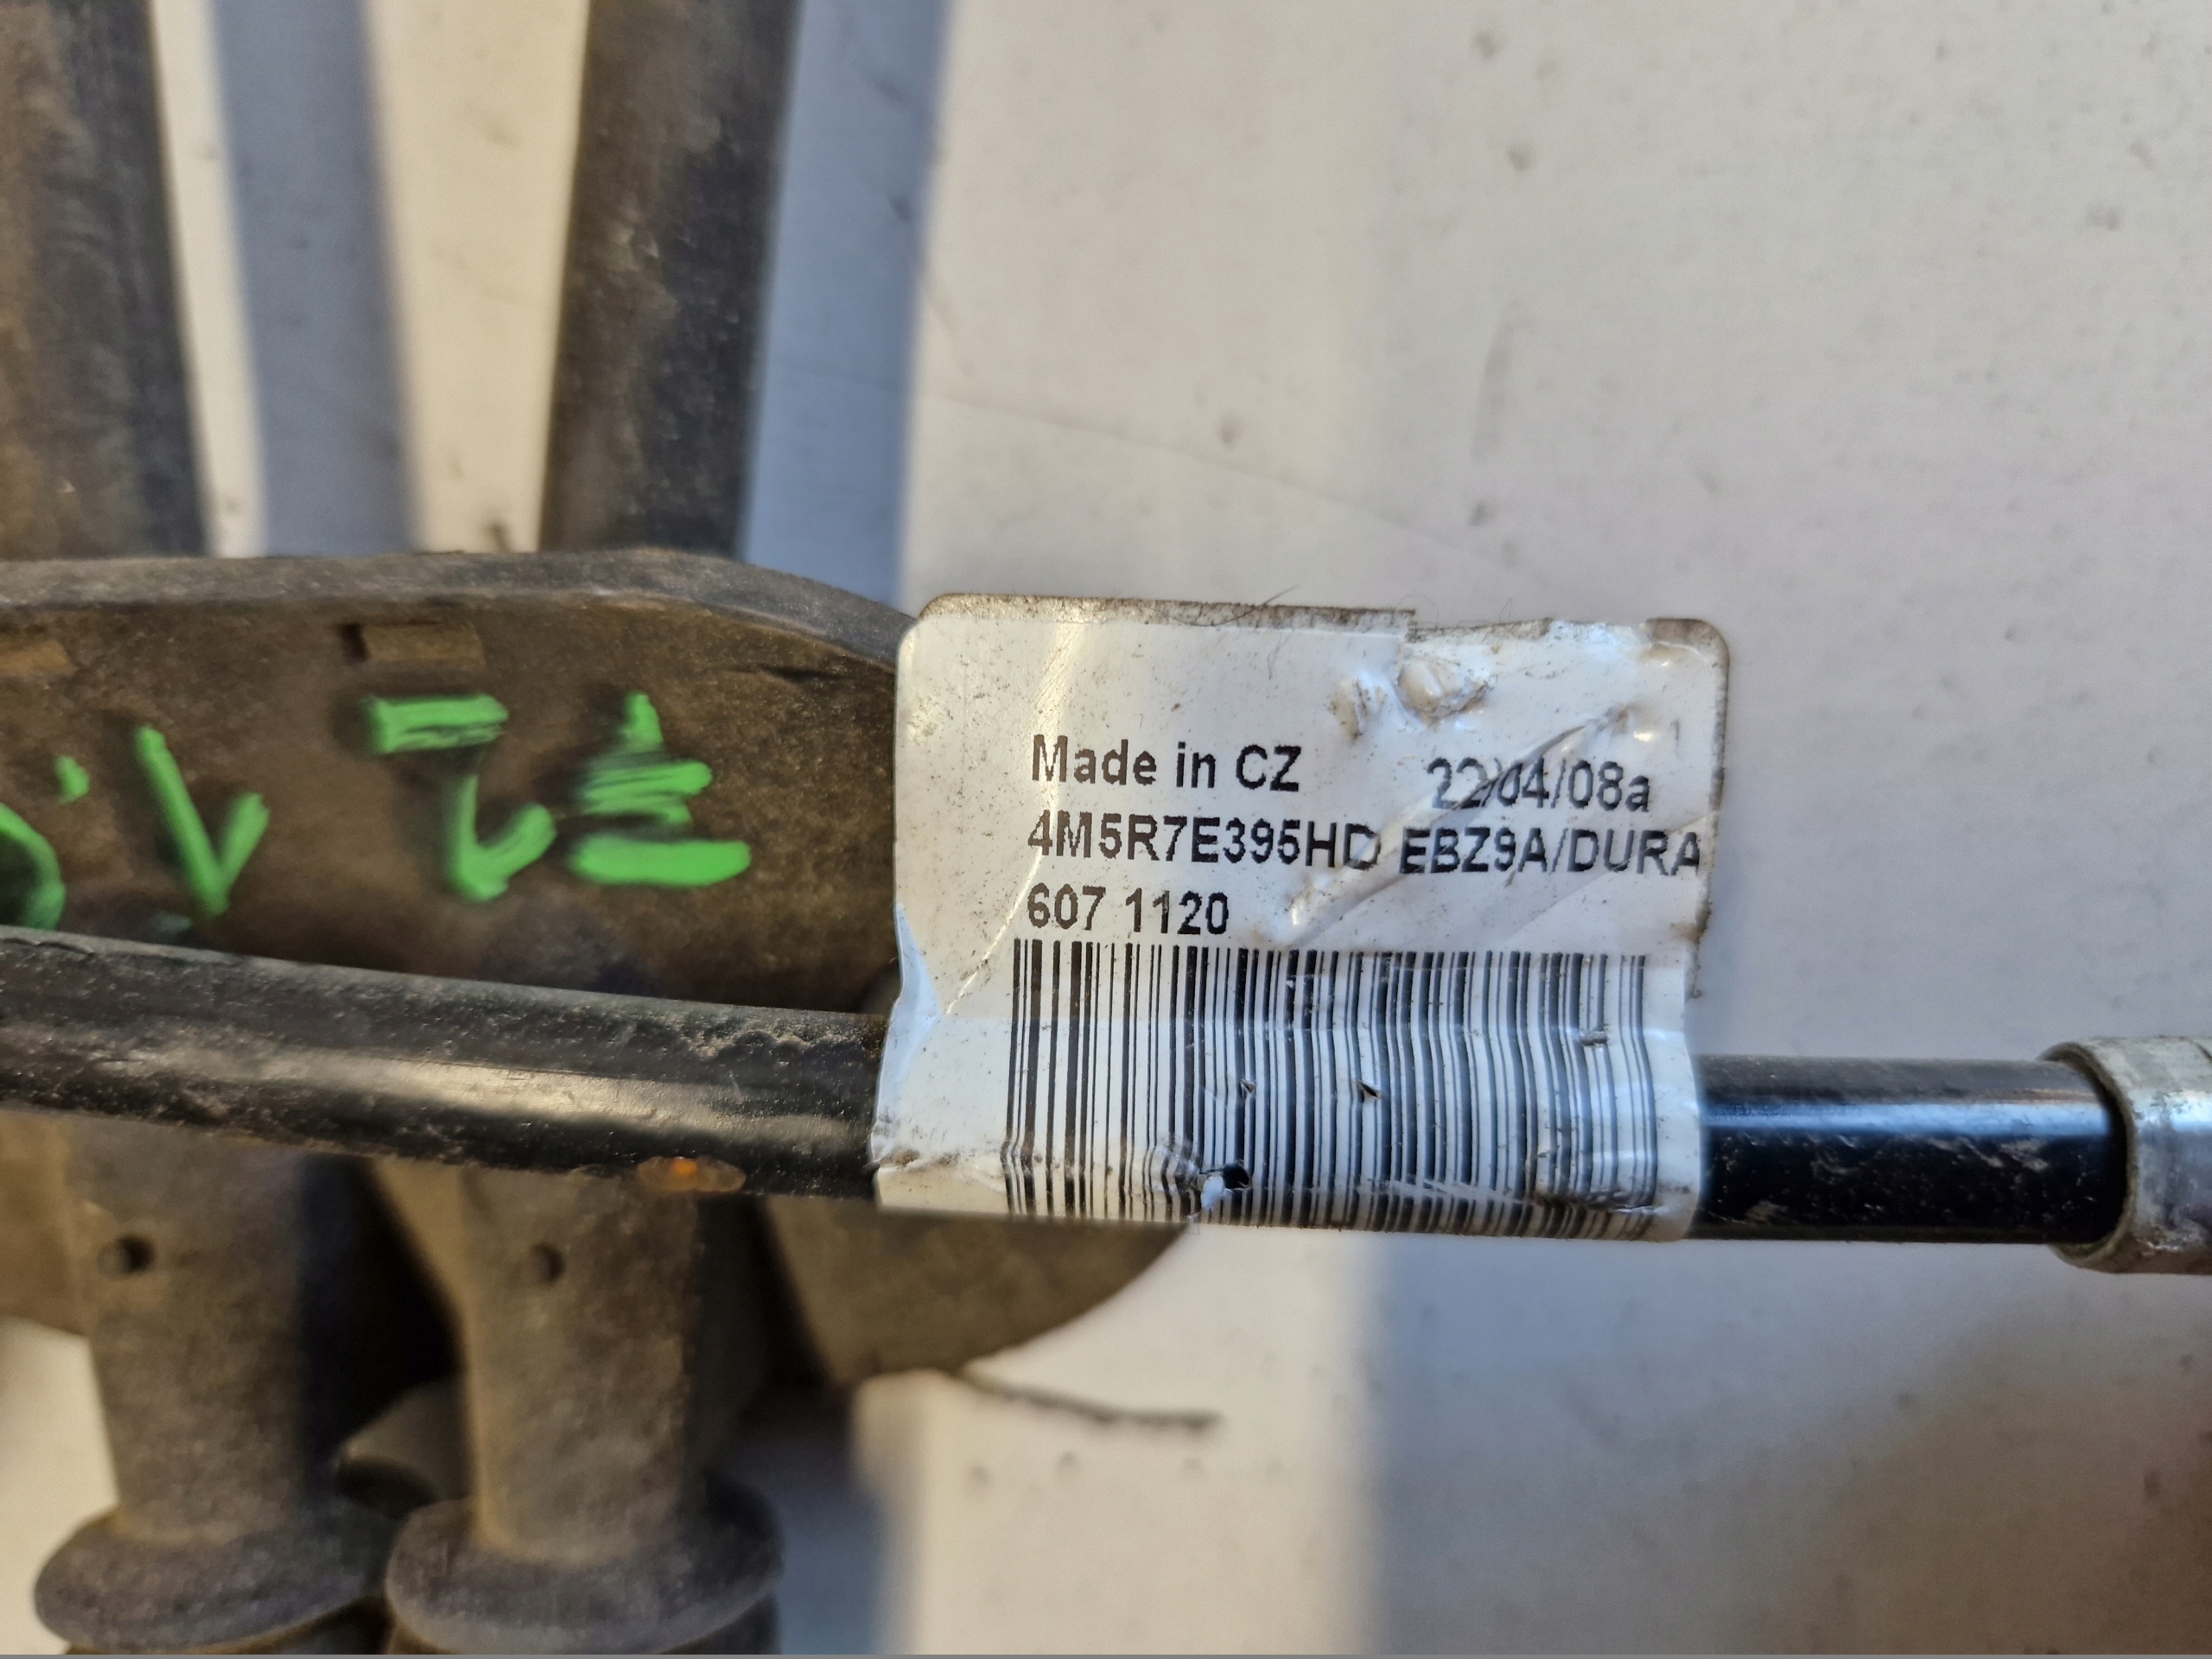 Made in CZ 22/04/08a
4M5R7E395HD EBZ9A/DURA
607 1120